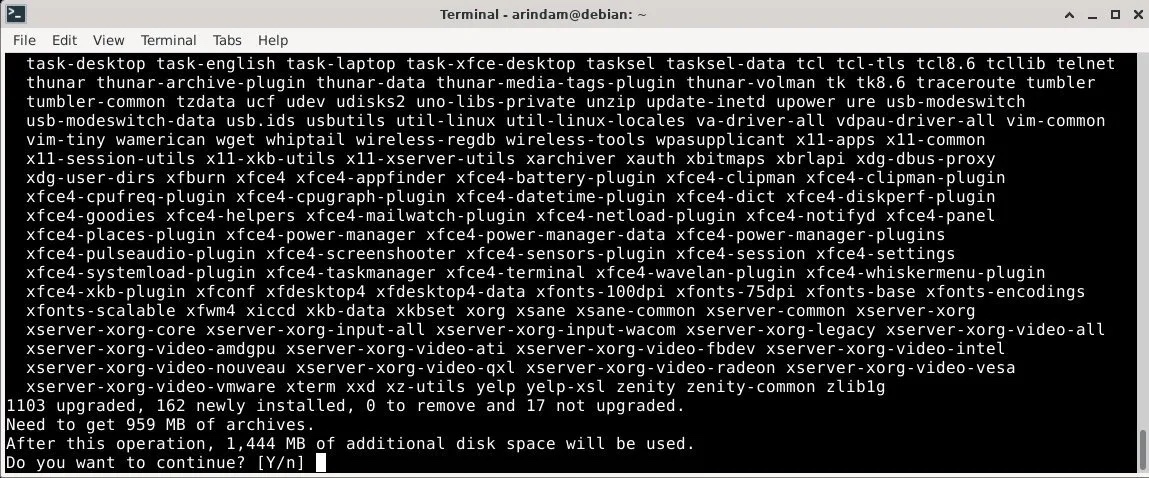 Terminal - arindam@debian: ~
File Edit View Terminal Tabs Help
task-desktop task-english task-laptop task-xfce-desktop tasksel tasksel-data tcl tcl-tls tcl8.6 tcllib telnet
thunar thunar-archive-plugin thunar-data thunar-media-tags-plugin thunar-volman tk tk8.6 traceroute tumbler
tumbler-common tzdata ucf udev udisks2 uno-libs-private unzip update-inetd upower ure usb-modeswitch
usb-modeswitch-data usb.ids usbutils util-linux util-linux-locales va-driver-all vdpau-driver-all vim-common
vim-tiny wamerican wget whiptail wireless-regdb wireless-tools wpasupplicant x11-apps x11-common
x11-session-utils x11-xkb-utils x11-xserver-utils xarchiver xauth xbitmaps xbrlapi xdg-dbus-proxy
xdg-user-dirs xfburn xfce4 xfce4-appfinder xfce4-battery-plugin xfce4-clipman xfce4-clipman-plugin
xfce4-cpufreq-plugin xfce4-cpugraph-plugin xfce4-datetime-plugin xfce4-dict xfce4-diskperf-plugin
xfce4-goodies xfce4-helpers xfce4-mailwatch-plugin xfce4-netload-plugin xfce4-notifyd xfce4-panel
xfce4-places-plugin xfce4-power-manager xfce4-power-manager-data xfce4-power-manager-plugins
xfce4-pulseaudio-plugin xfce4-screenshooter xfce4-sensors-plugin xfce4-session xfce4-settings
xfce4-systemload-plugin xfce4-taskmanager xfce4-terminal xfce4-wavelan-plugin xfce4-whiskermenu-plugin
xfce4-xkb-plugin xfconf xfdesktop4 xfdesktop4-data xfonts-100dpi xfonts-75dpi xfonts-base xfonts-encodings
xfonts-scalable xfwm4 xiccd xkb-data xkbset xorg xsane xsane-common xserver-common xserver-xorg
xserver-xorg-core xserver-xorg-input-all xserver-xorg-input-wacom xserver-xorg-legacy xserver-xorg-video-all
xserver-xorg-video-amdgpu xserver-xorg-video-ati xserver-xorg-video-fbdev xserver-xorg-video-intel
xserver-xorg-video-nouveau xserver-xorg-video-qxl xserver-xorg-video-radeon xserver-xorg-video-vesa
xserver-xorg-video-vmware xterm xxd xz-utils yelp yelp-xsl zenity zenity-common zlib1g
1103 upgraded, 162 newly installed, 0 to remove and 17 not upgraded.
Need to get 959 MB of archives.
After this operation, 1,444 MB of additional disk space will be used.
Do you want to continue? [Y/n]